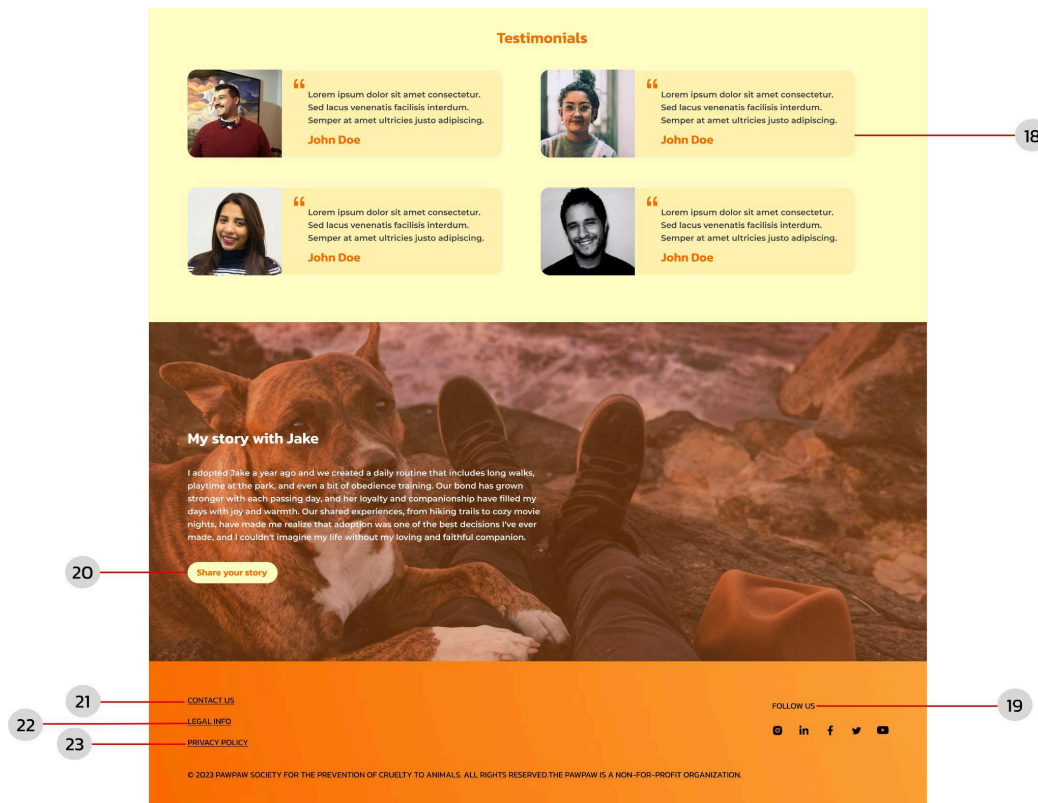 Testimonials
“
Lorem ipsum dolor sit amet consectetur.
Sed lacus venenatis facilisis interdum.
Semper at amet ultricies justo adipiscing.
John Doe
“
Lorem ipsum dolor sit amet consectetur.
Sed lacus venenatis facilisis interdum.
Semper at amet ultricies justo adipiscing.
John Doe
18
“
Lorem ipsum dolor sit amet consectetur.
Sed lacus venenatis facilisis interdum.
Semper at amet ultricies justo adipiscing.
John Doe
“
Lorem ipsum dolor sit amet consectetur.
Sed lacus venenatis facilisis interdum.
Semper at amet ultricies justo adipiscing.
John Doe
My story with Jake
I adopted Jake a year ago and we created a daily routine that includes long walks,
playtime at the park, and even a bit of obedience training. Our bond has grown
stronger with each passing day, and her loyalty and companionship have filled my
days with joy and warmth. Our shared experiences, from hiking trails to cozy movie
nights, have made me realize that adoption was one of the best decisions I've ever
made, and I couldn't imagine my life without my loving and faithful companion.
20
Share your story
21
CONTACT US
22
LEGAL INFO
23
PRIVACY POLICY
FOLLOW US
19
© 2023 PAWPAW SOCIETY FOR THE PREVENTION OF CRUELTY TO ANIMALS. ALL RIGHTS RESERVED.THE PAWPAW IS A NON-FOR-PROFIT ORGANIZATION.